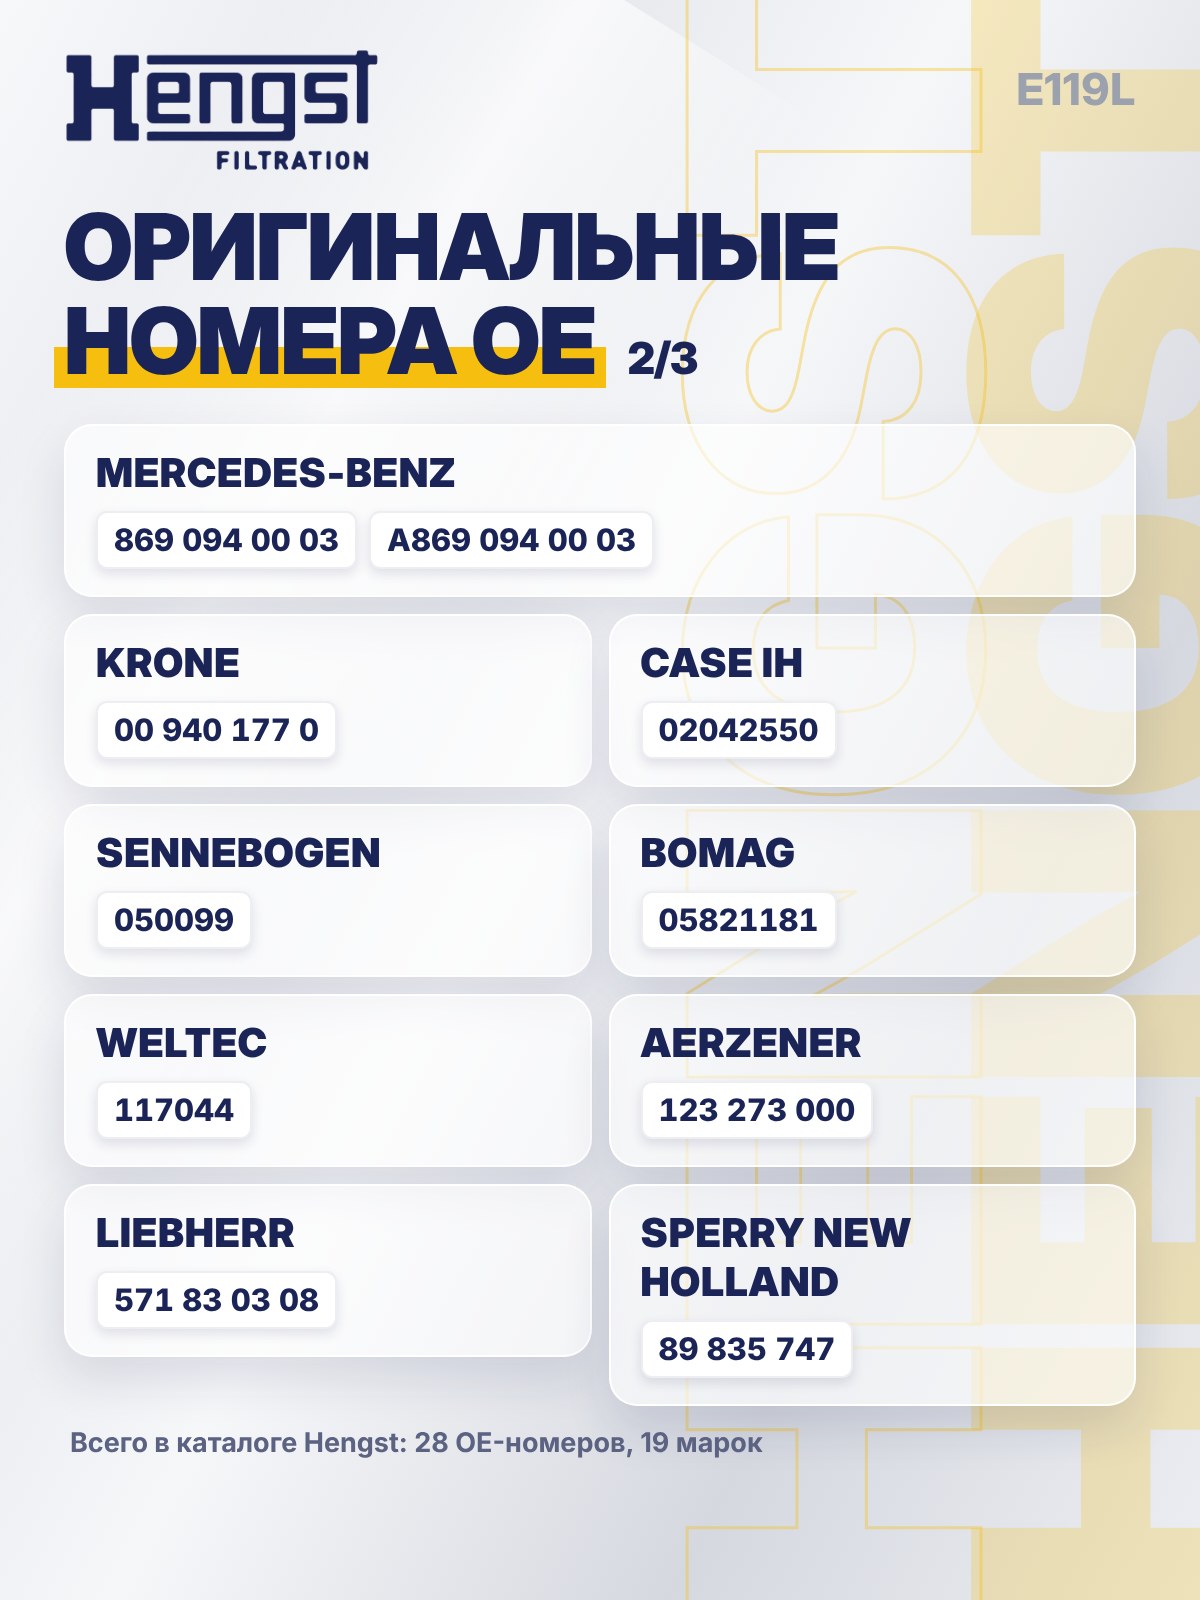 Hengst
FILTRATION
E119L
ОРИГИНАЛЬНЫЕ
НОМЕРА OE 2/3
MERCEDES-BENZ
869 094 00 03 A869 094 00 03
KRONE
00 940 177 0
CASE IH
02042550
SENNEBOGEN
050099
BOMAG
05821181
WELTEC
117044
AERZENER
123 273 000
LIEBHERR
571 83 03 08
SPERRY NEW
HOLLAND
89 835 747
Всего в каталоге Hengst: 28 OE-номеров, 19 марок
HENGST
HENGST